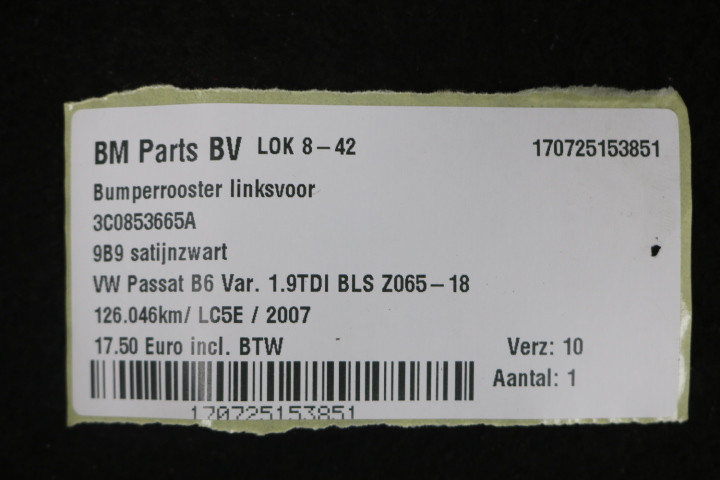 BM Parts BV LOK 8-42 170725153851
Bumperrooster linksvoor
3C0853665A
9B9 satijnzwart
VW Passat B6 Var. 1.9TDI BLS Z065-18
126.046km/ LC5E / 2007
17.50 Euro incl. BTW Verz: 10
Aantal: 1
170725153851